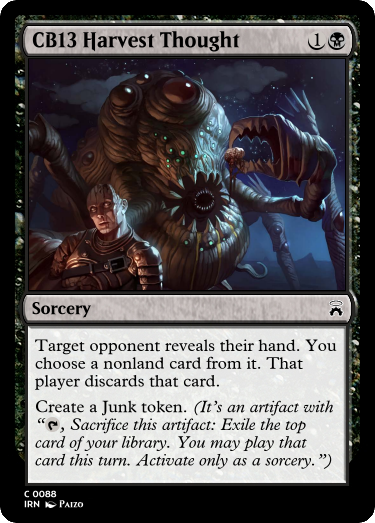 CB13 Harvest Thought 1
Sorcery
Target opponent reveals their hand. You
choose a nonland card from it. That
player discards that card.
Create a Junk token. (It's an artifact with
“, Sacrifice this artifact: Exile the top
card of your library. You may play that
card this turn. Activate only as a sorcery.”)
C 0088
IRN Paizo